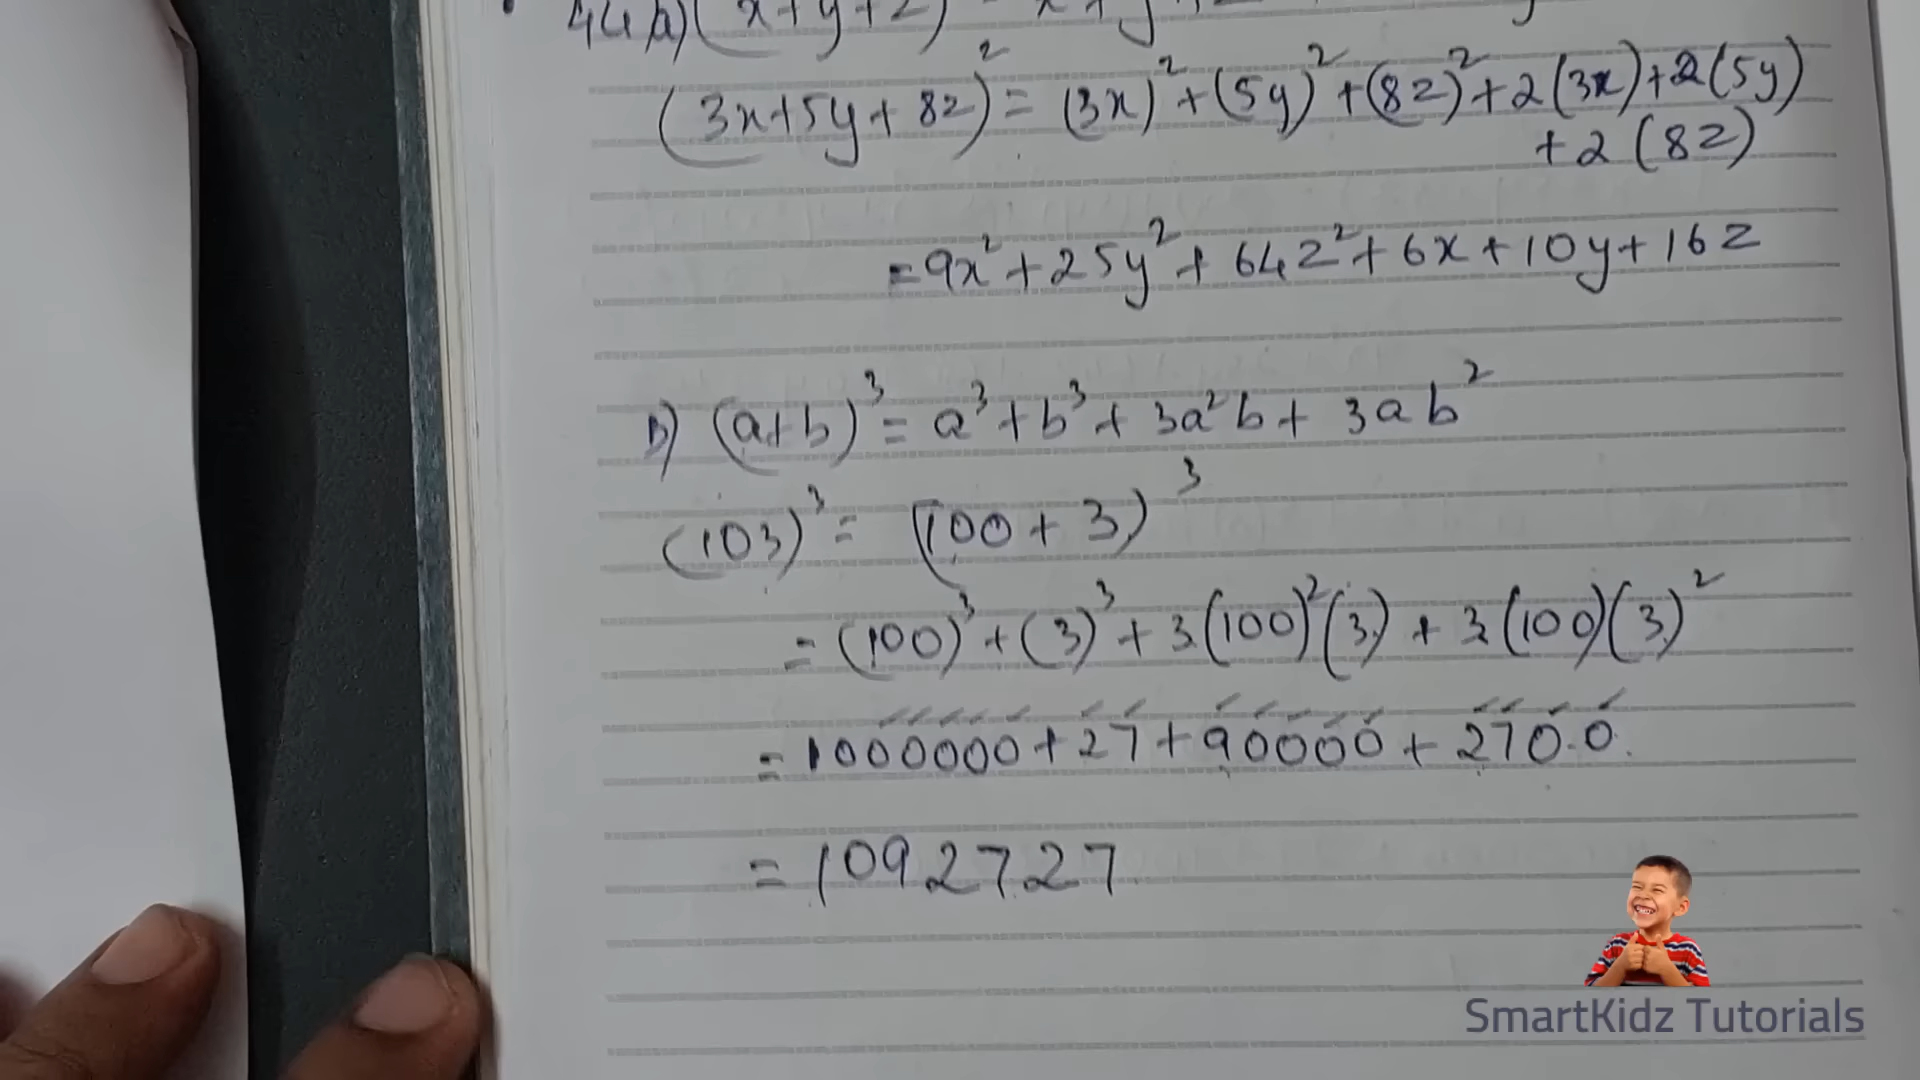 44 a) (x+y+z)
(3x+5y+8z)² = (3x)²+(5y)²+(8z)²+2(3x)+2(5y)
+2(8z)
=9x²+25y²+64z²+6x+10y+16z
b) (a+b)³ = a³+b³+3a²b+3ab²
(103)³ = (100+3)³
= (100)³+(3)³+3(100)²(3)+3(100)(3)²
= 1000000+27+90000+2700.
= 1092727
SmartKidz Tutorials